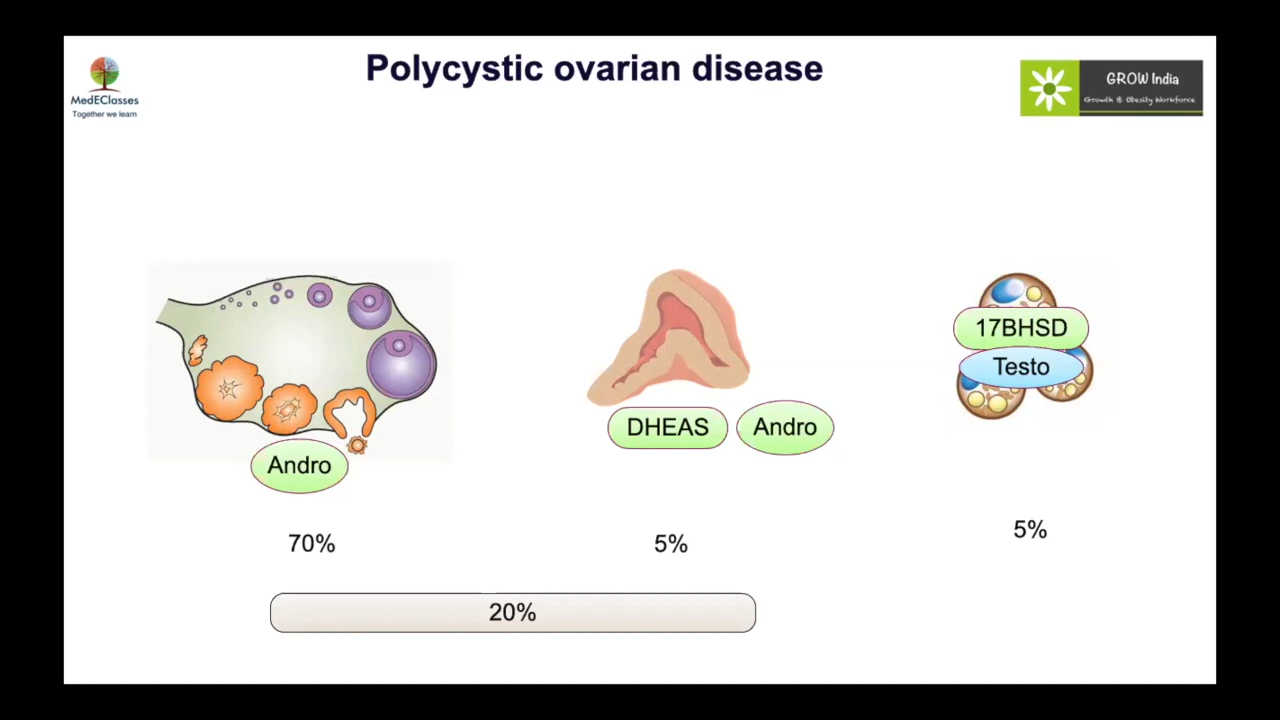 Polycystic ovarian disease
MedEClasses
Together we learn
GROW India
Growth & Obesity Workforce
17BHSD
Testo
DHEAS
Andro
Andro
70%
5%
5%
20%